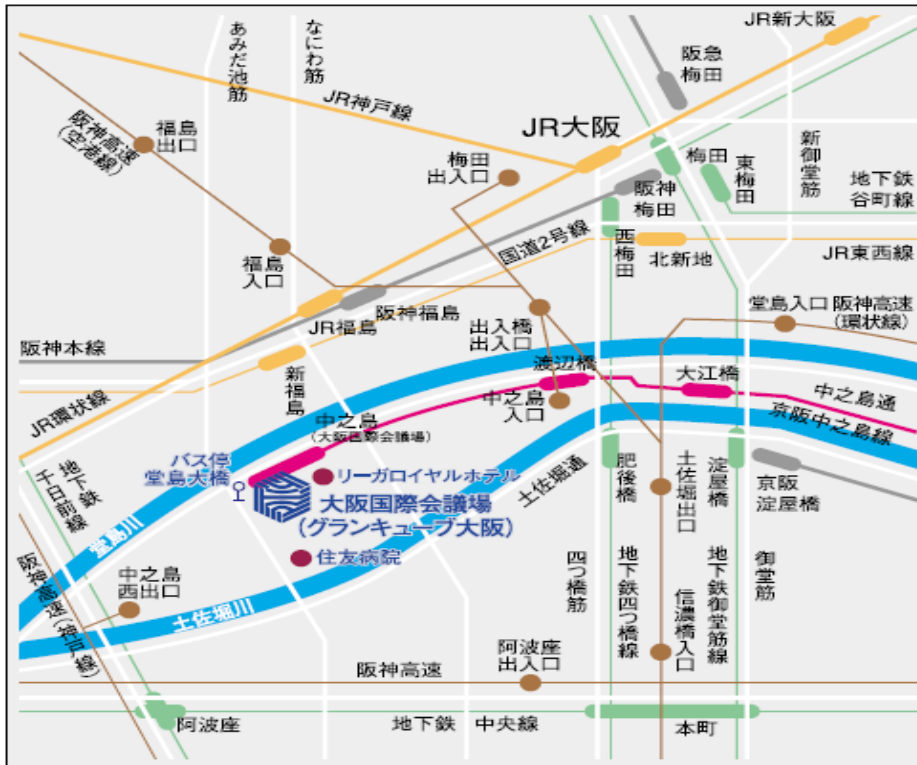 あみだ池筋
なにわ筋
JR新大阪
阪急
梅田
JR神戸線
阪神高速
(空港線)
福島
出口
JR大阪
梅田
出入口
梅田
東梅田
新御堂筋
阪神
梅田
地下鉄
谷町線
国道2号線
西梅田
北新地
JR東西線
福島
入口
阪神福島
JR福島
出入橋
出入口
堂島入口
阪神高速
(環状線)
阪神本線
新福島
渡辺橋
大江橋
中之島
入口
中之島通
京阪中之島線
JR環状線
中之島
(大阪国際会議場)
バス停
堂島大橋
リーガロイヤルホテル
大阪国際会議場
(グランキューブ大阪)
土佐堀通
肥後橋
土佐堀出口
淀屋橋
京阪
淀屋橋
地下鉄
千日前線
堂島川
住友病院
阪神高速(神戸線)
中之島
西出口
土佐堀川
四つ橋筋
地下鉄四つ橋線
信濃橋入口
地下鉄御堂筋線
御堂筋
阪神高速
阿波座
出入口
阿波座
地下鉄 中央線
本町